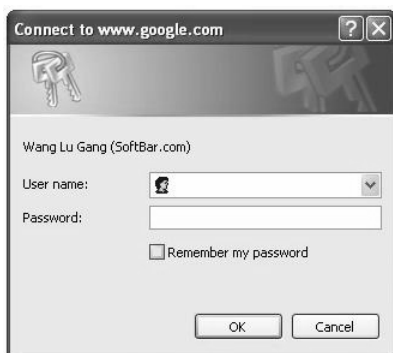 Connect to www.google.com
Wang Lu Gang (SoftBar.com)
User name:
Password:
Remember my password
OK Cancel